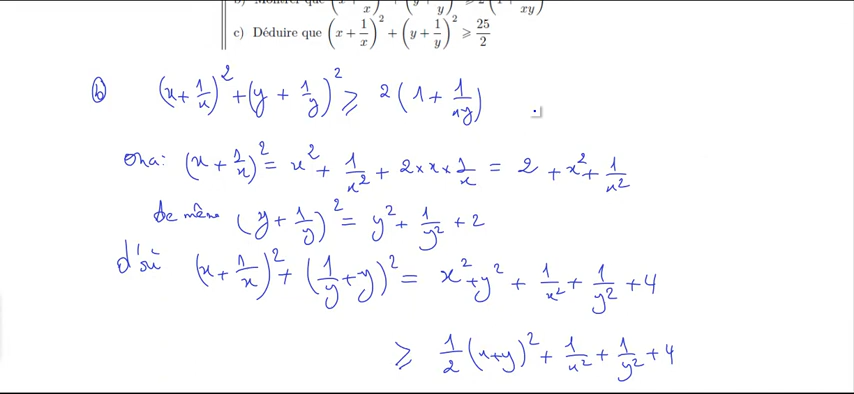 c) Déduire que (x + 1/x)² + (y + 1/y)² ⩾ 25/2
b) (x + 1/x)² + (y + 1/y)² ⩾ 2(1 + 1/xy)
On a : (x + 1/x)² = x² + 1/x² + 2 × x × 1/x = 2 + x² + 1/x²
de même (y + 1/y)² = y² + 1/y² + 2
d'où (x + 1/x)² + (1/y + y)² = x² + y² + 1/x² + 1/y² + 4
⩾ 1/2 (x+y)² + 1/x² + 1/y² + 4